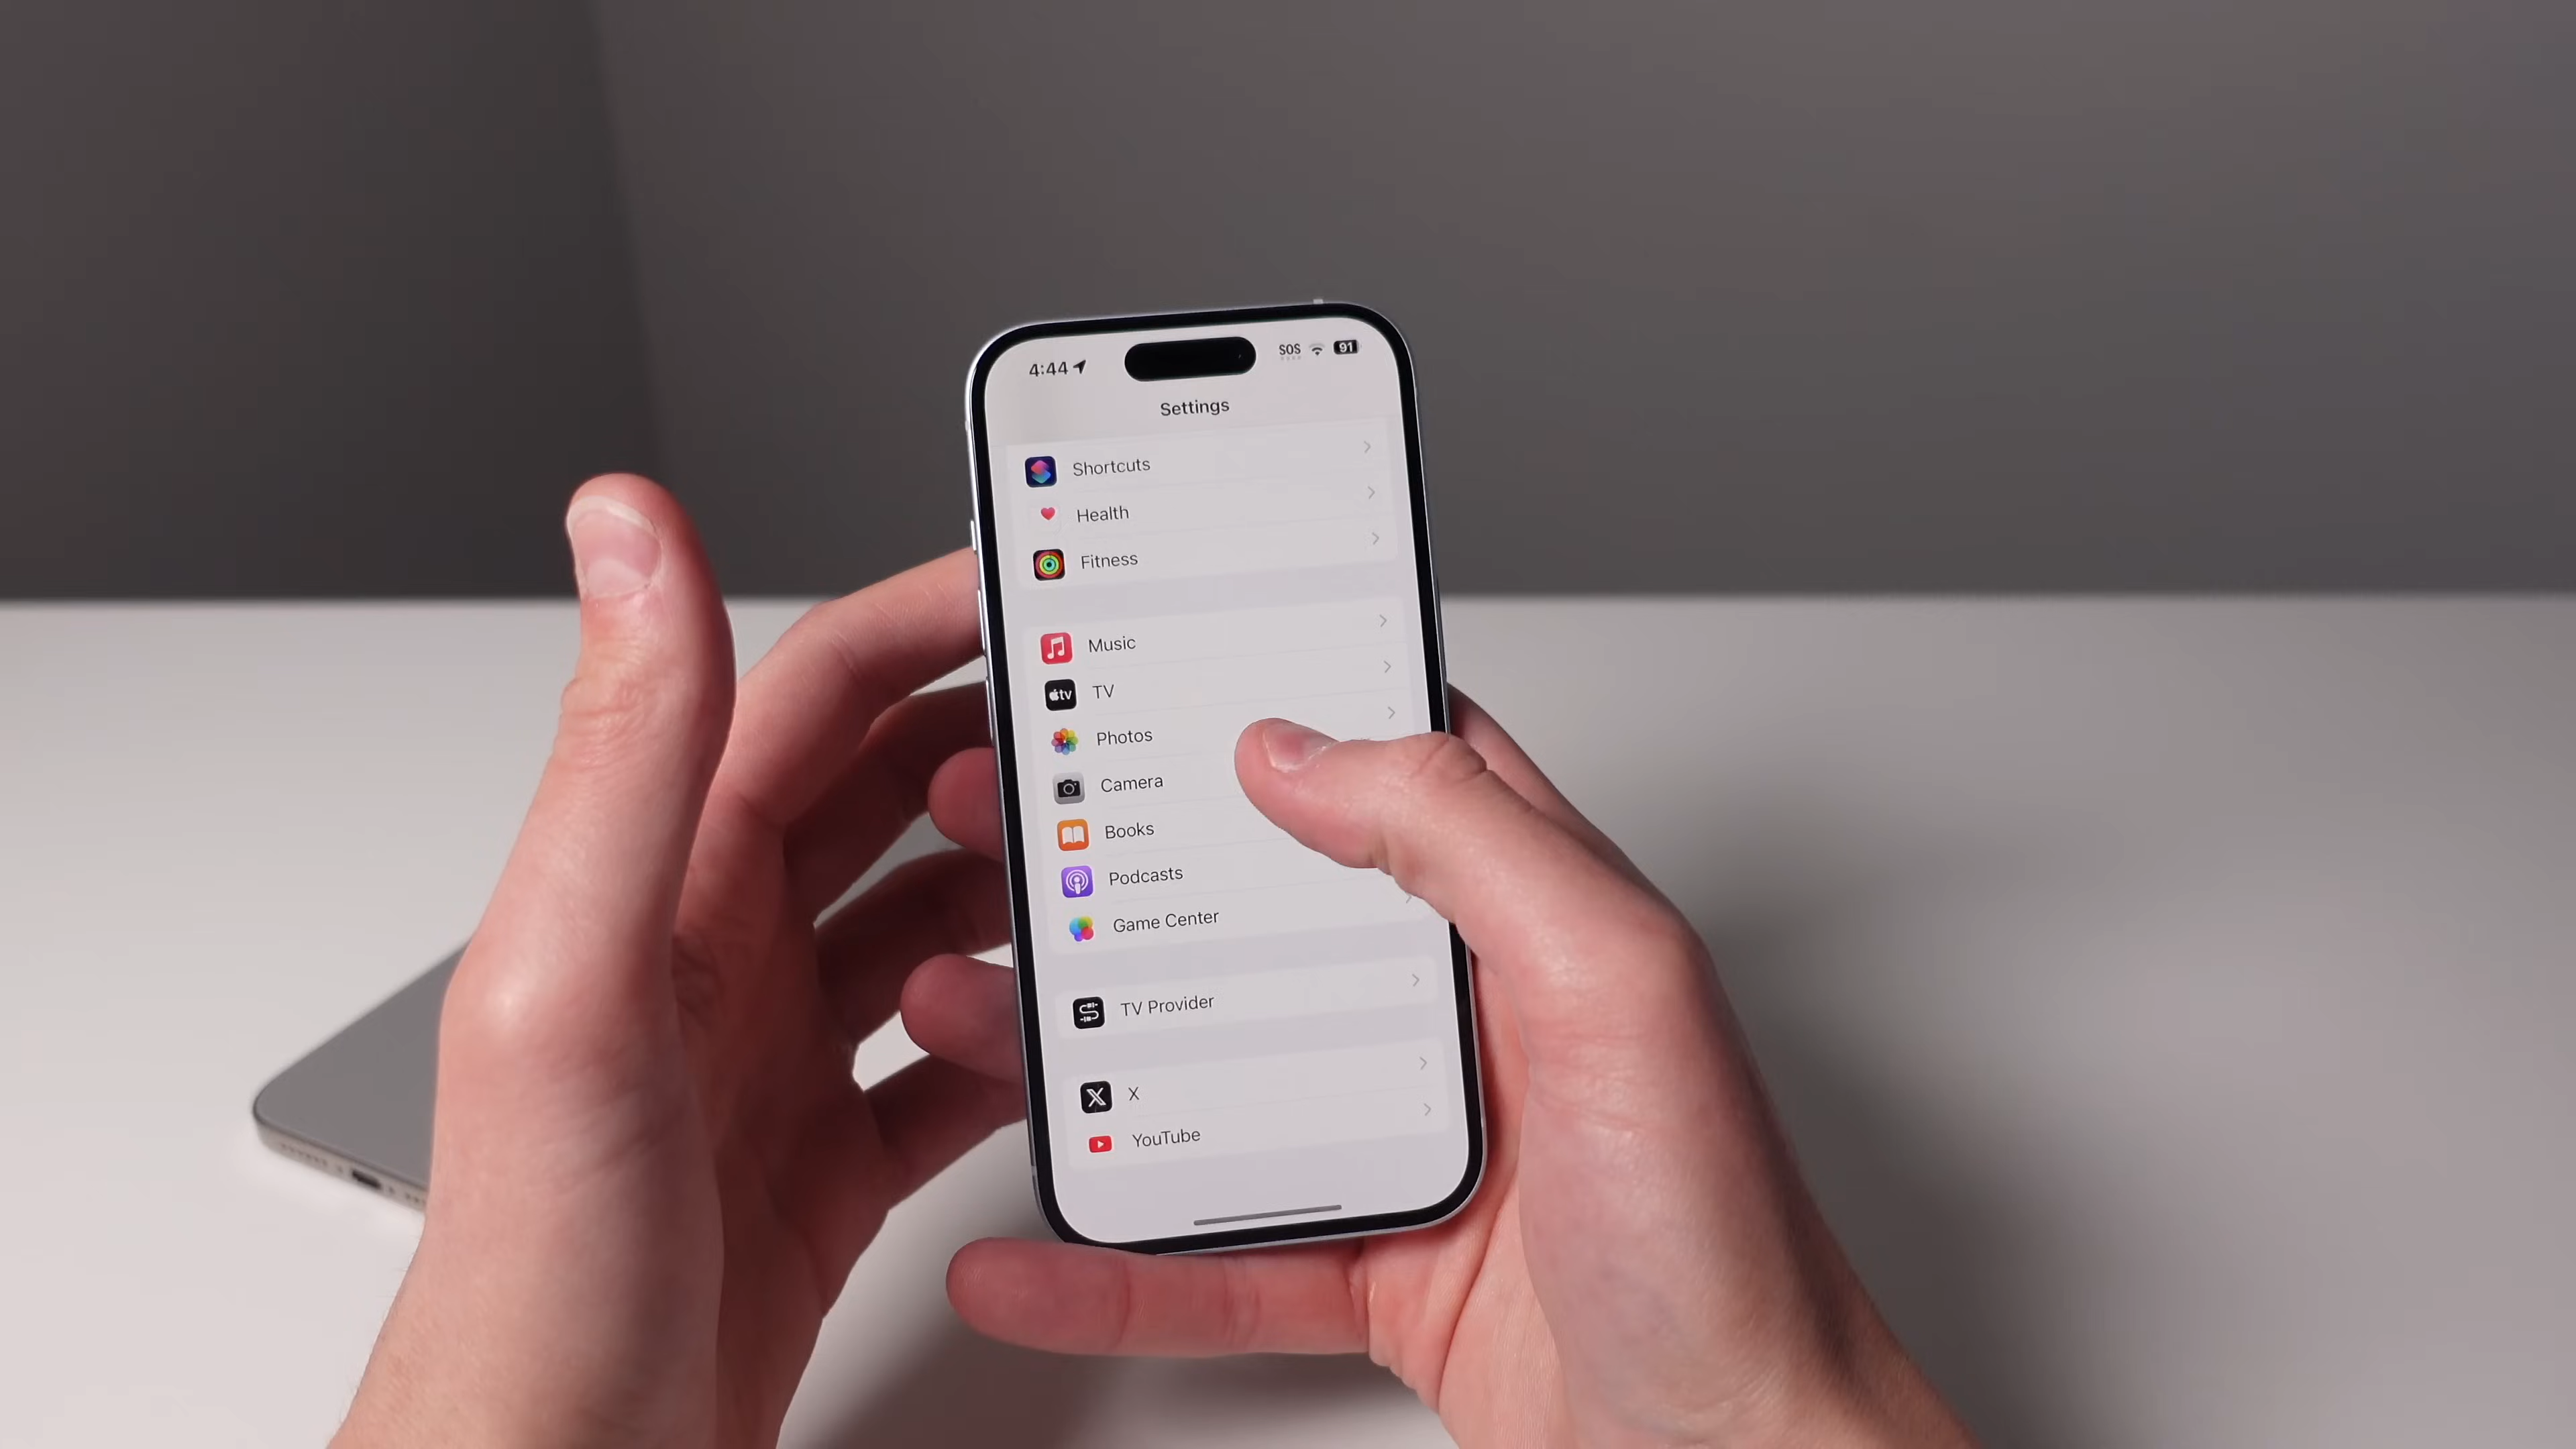 4:44
SOS 91
Settings
Shortcuts
Health
Fitness
Music
tv TV
Photos
Camera
Books
Podcasts
Game Center
TV Provider
X X
YouTube